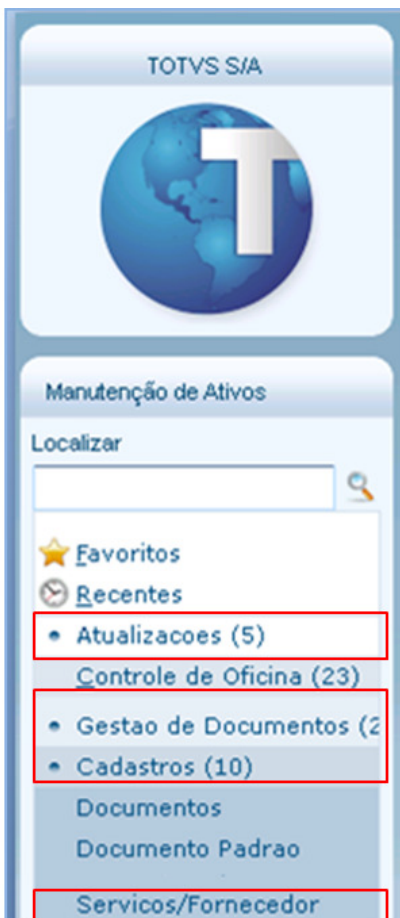 TOTVS S/A
T
Manutenção de Ativos
Localizar
Favoritos
Recentes
Atualizacoes (5)
Controle de Oficina (23)
Gestao de Documentos (2
Cadastros (10)
Documentos
Documento Padrao
Servicos/Fornecedor